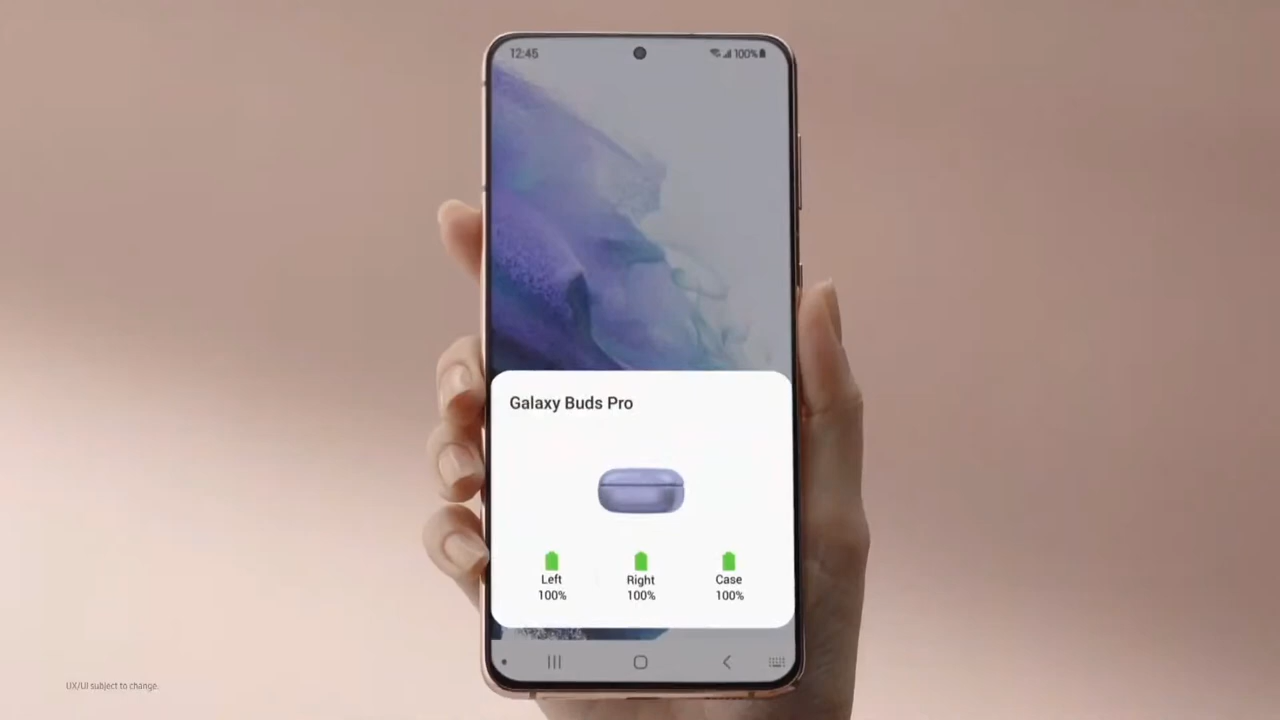 12:45
100%
Galaxy Buds Pro
Left
100%
Right
100%
Case
100%
UX/UI subject to change.